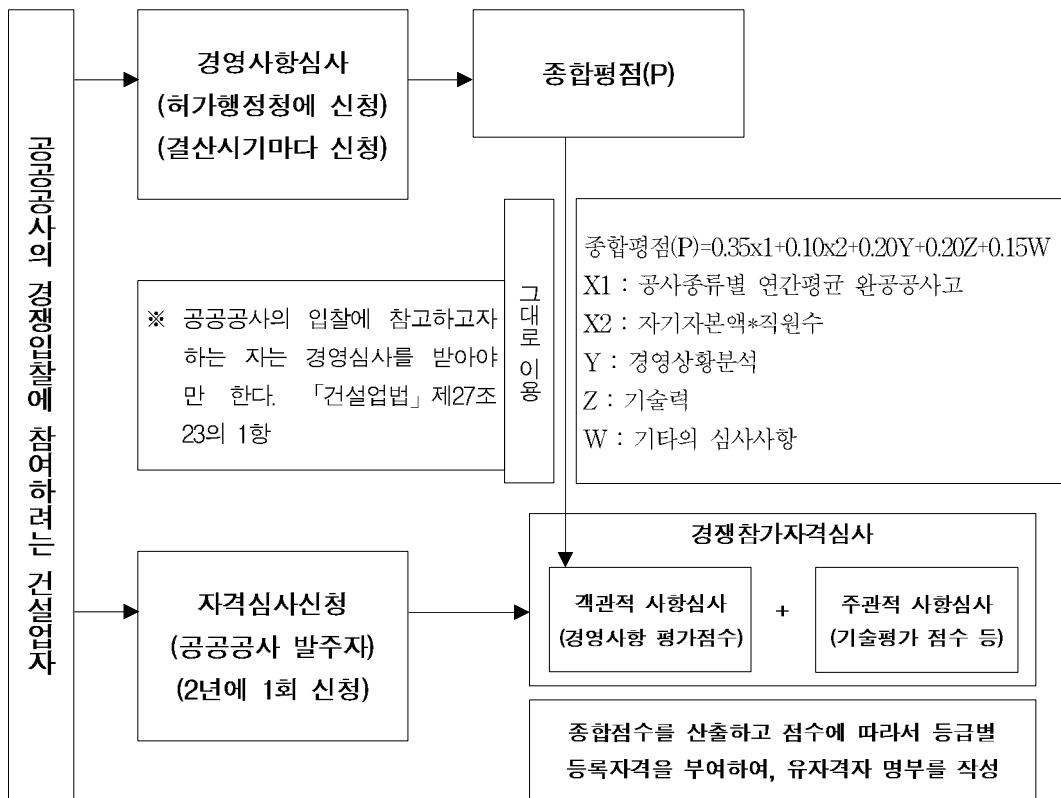 공공공사의 경쟁입찰에 참여하려는 건설업자
경영사항심사
(허가행정청에 신청)
(결산시기마다 신청)
종합평점(P)
그대로 이용
종합평점(P)=0.35x1+0.10x2+0.20Y+0.20Z+0.15W
X1 : 공사종류별 연간평균 완공공사고
X2 : 자기자본액*직원수
Y : 경영상황분석
Z : 기술력
W : 기타의 심사사항
※ 공공공사의 입찰에 참고하고자
하는 자는 경영심사를 받아야
만 한다. 「건설업법」제27조
23의 1항
자격심사신청
(공공공사 발주자)
(2년에 1회 신청)
경쟁참가자격심사
객관적 사항심사
(경영사항 평가점수)
+
주관적 사항심사
(기술평가 점수 등)
종합점수를 산출하고 점수에 따라서 등급별
등록자격을 부여하여, 유자격자 명부를 작성